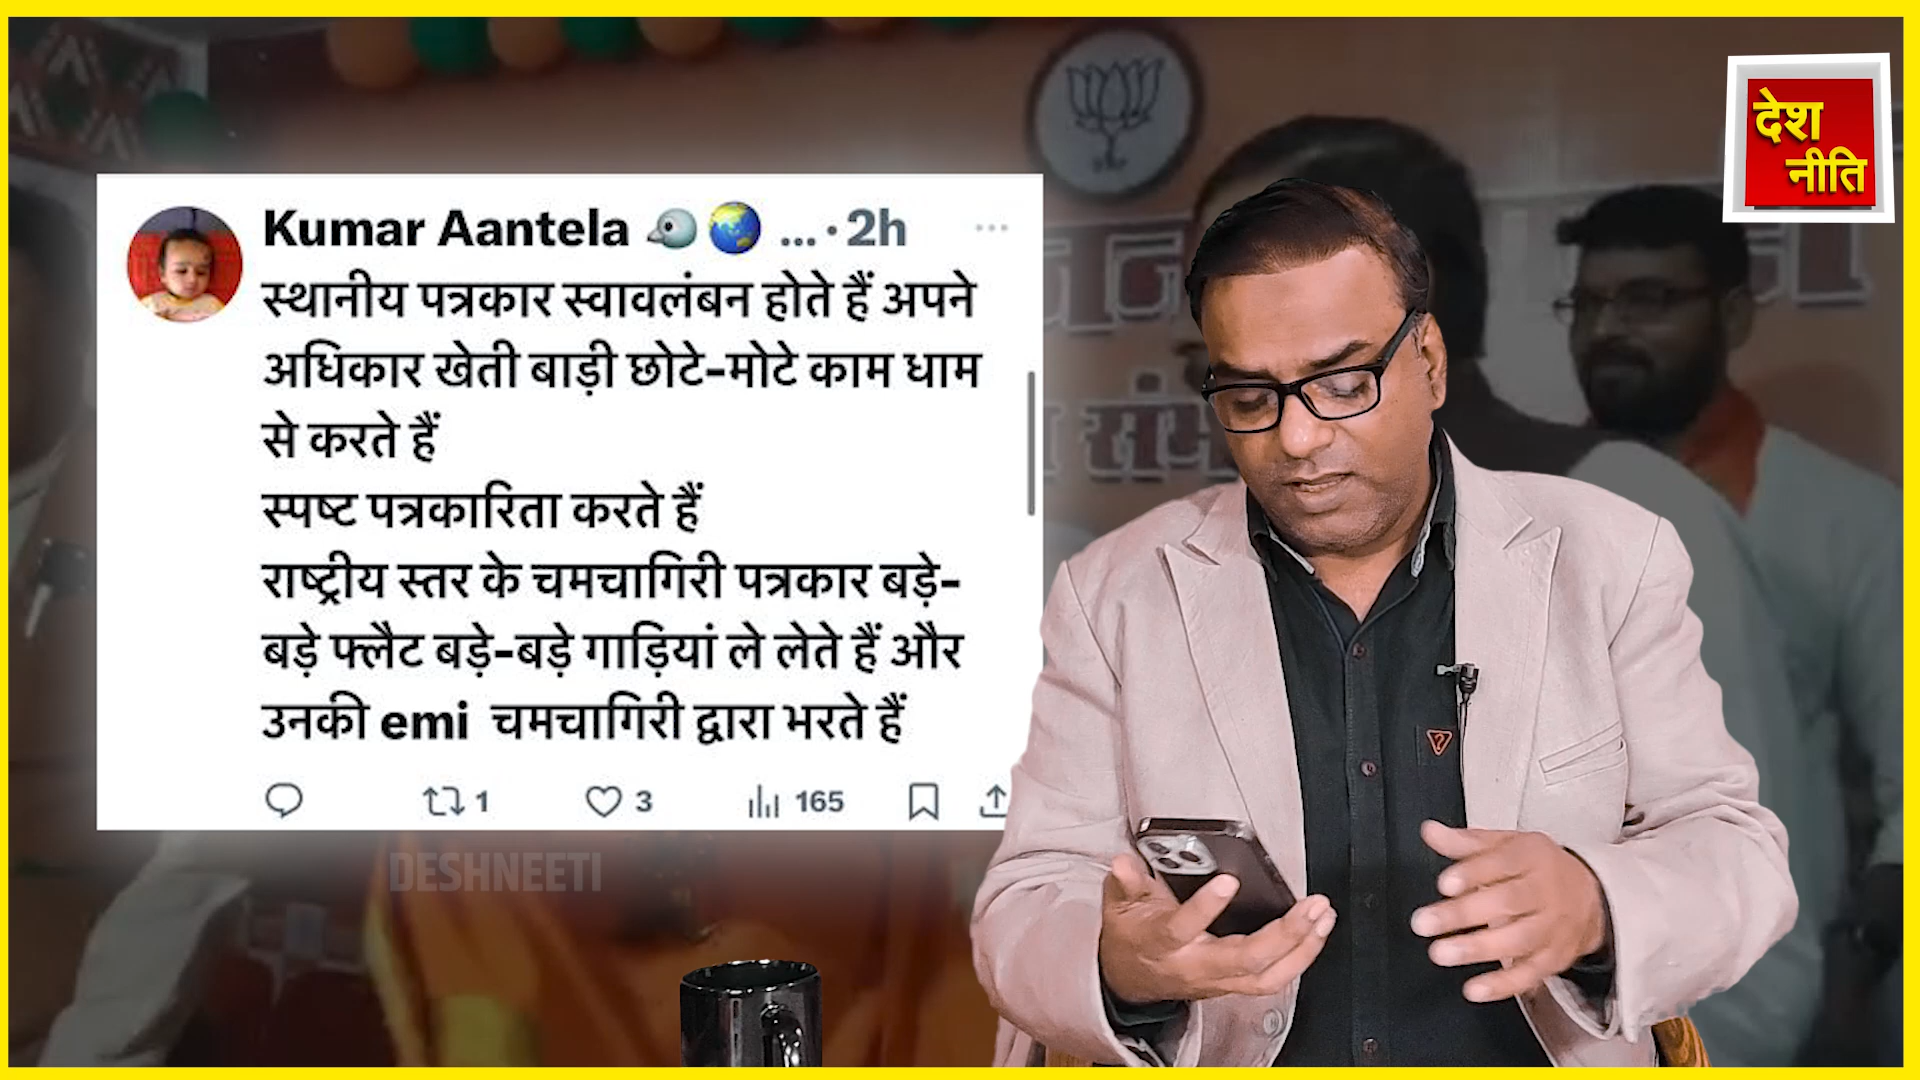 देश
नीति
Kumar Aantela ... · 2h
स्थानीय पत्रकार स्वावलंबन होते हैं अपने
अधिकार खेती बाड़ी छोटे-मोटे काम धाम
से करते हैं
स्पष्ट पत्रकारिता करते हैं
राष्ट्रीय स्तर के चमचागिरी पत्रकार बड़े-
बड़े फ्लैट बड़े-बड़े गाड़ियां ले लेते हैं और
उनकी emi चमचागिरी द्वारा भरते हैं
1 3 165
DESHNEETI